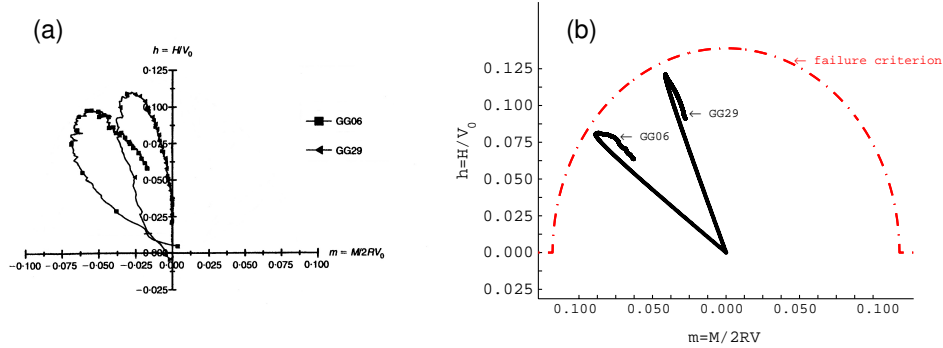 (a)
h = H/V0
0·125
0·100
0·075
0·050
0·025
0·000
−0·025
−0·100
−0·075
−0·050
−0·025
0·000
0·025
0·050
0·075
0·100
m = M/2RV0
GG06
GG29
(b)
← failure criterion
0.125
0.100
0.075
0.050
0.025
0.000
0.025
h=H/V0
← GG29
← GG06
0.100
0.050
0.000
0.050
0.100
m=M/2RV